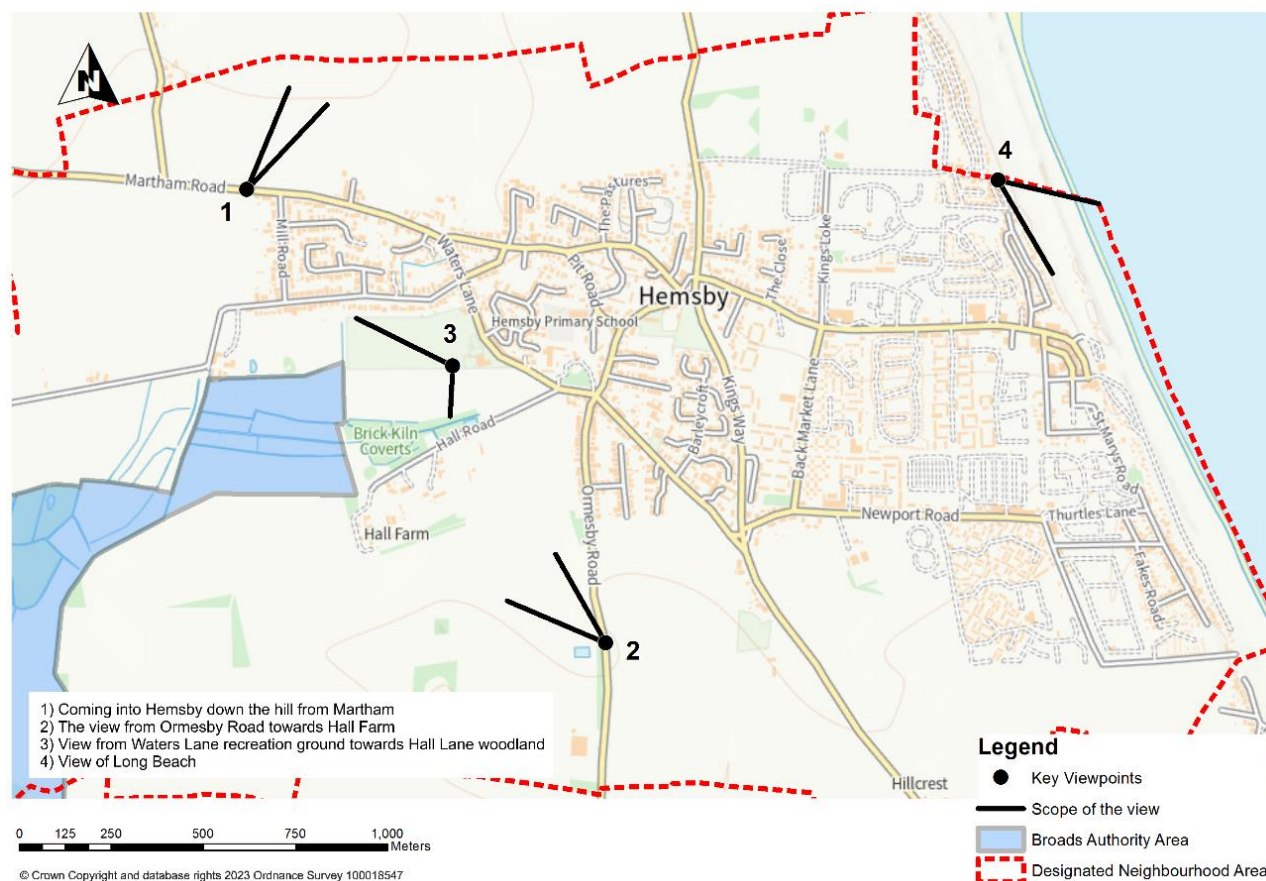 N
4
Martham Road
1
Mill Road
Waters Lane
The Pastures
Pit Road
Hemsby
The Close
Kings Loke
Hemsby Primary School
3
Kings Way
Back Market Lane
Barleycroft
Brick Kiln
Coverts
Hall Road
St Marys Road
Ormesby Road
Newport Road
Thurtles Lane
Hall Farm
Fakes Road
2
1) Coming into Hemsby down the hill from Martham
2) The view from Ormesby Road towards Hall Farm
3) View from Waters Lane recreation ground towards Hall Lane woodland
4) View of Long Beach
Hillcrest
Legend
Key Viewpoints
Scope of the view
Broads Authority Area
Designated Neighbourhood Area
0 125 250 500 750 1,000
Meters
© Crown Copyright and database rights 2023 Ordnance Survey 100018547